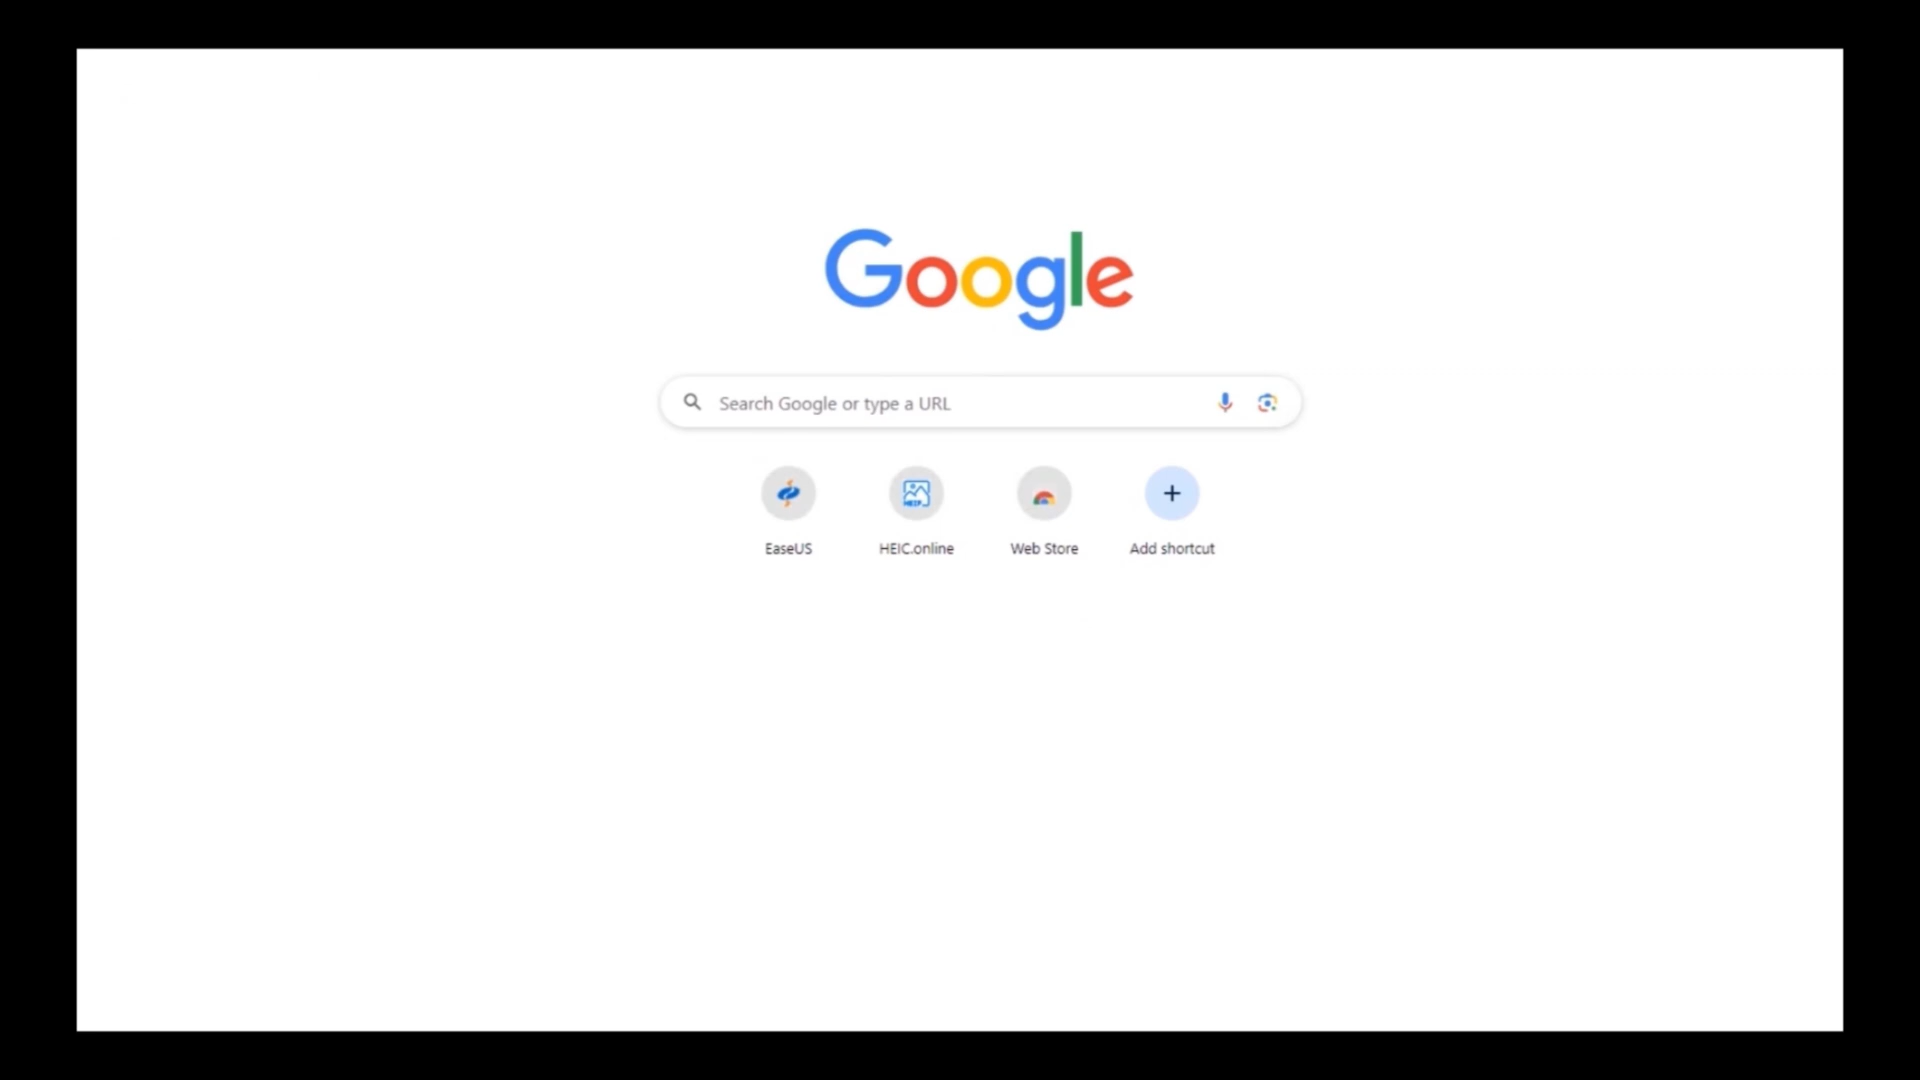 Google
Search Google or type a URL
EaseUS
HEIC.online
Web Store
Add shortcut